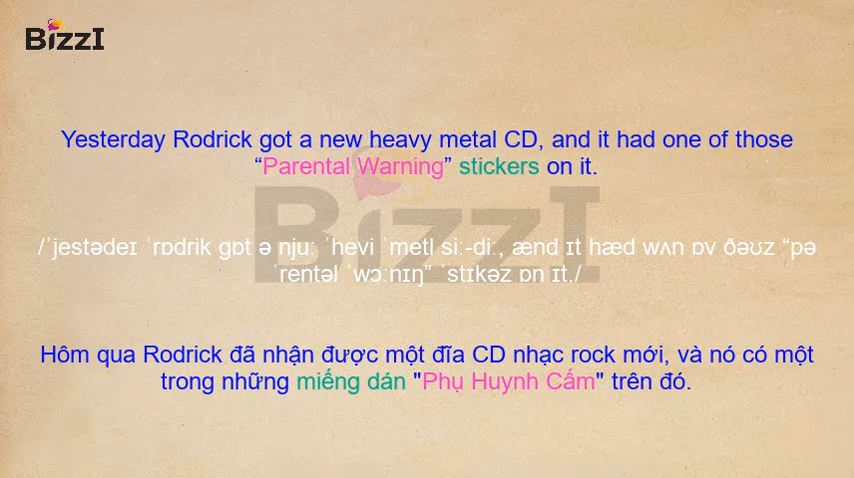 BizzI
Yesterday Rodrick got a new heavy metal CD, and it had one of those
“Parental Warning” stickers on it.
BizzI
/ˈjestədeɪ ˈrɒdrik gɒt ə njuː ˈhevi ˈmetl siː-diː, ænd ɪt hæd wʌn ɒv ðəʊz “pə
ˈrentəl ˈwɔːnɪŋ” ˈstɪkəz ɒn ɪt./
Hôm qua Rodrick đã nhận được một đĩa CD nhạc rock mới, và nó có một
trong những miếng dán "Phụ Huynh Cấm" trên đó.